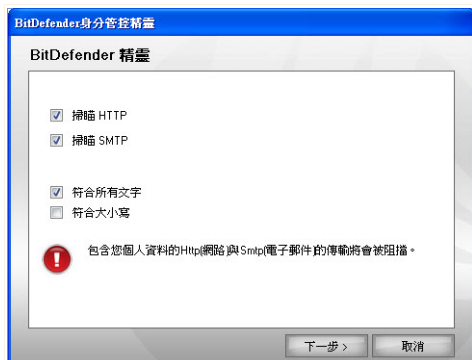 BitDefender身分管控精靈
BitDefender 精靈
掃瞄 HTTP
掃瞄 SMTP
符合所有文字
符合大小寫
包含您個人資料的Http(網路)與Smtp(電子郵件)的傳輸將會被阻擋。
下一步 >
取消